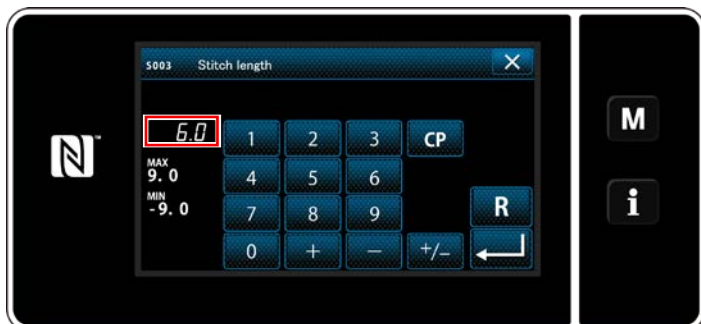 S003 Stitch length X
6.0
1 2 3 CP
MAX
9.0
4 5 6
MIN
-9.0
7 8 9 R
0 + − +/−
M
i
N